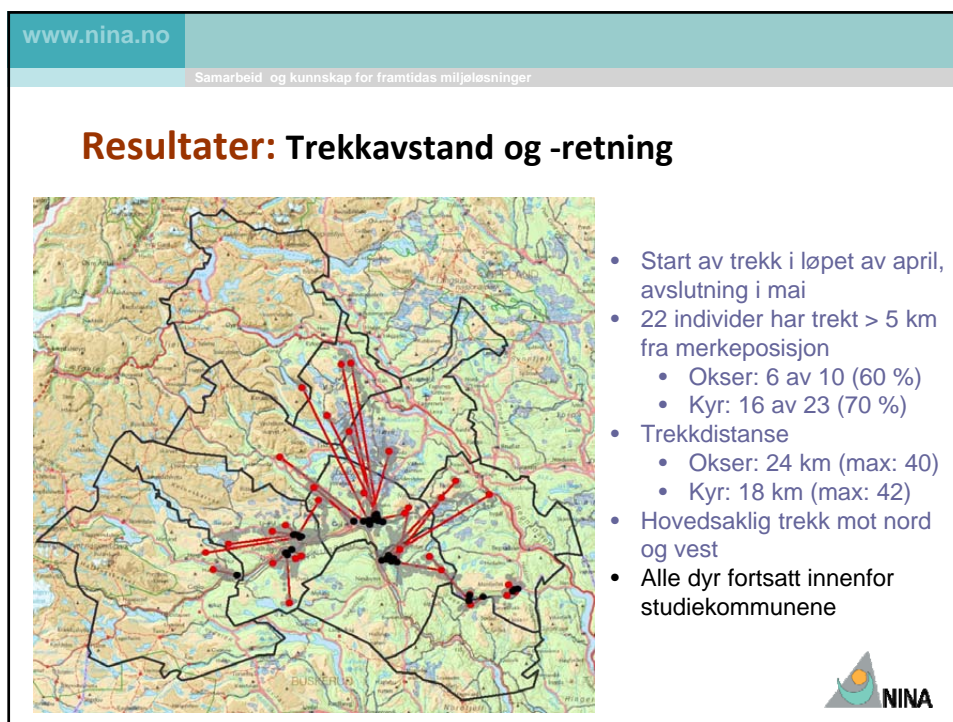 www.nina.no
Samarbeid og kunnskap for framtidas miljøløsninger
Resultater: Trekkavstand og -retning
• Start av trekk i løpet av april,
avslutning i mai
• 22 individer har trekt > 5 km
fra merkeposisjon
• Okser: 6 av 10 (60 %)
• Kyr: 16 av 23 (70 %)
• Trekkdistanse
• Okser: 24 km (max: 40)
• Kyr: 18 km (max: 42)
• Hovedsaklig trekk mot nord
og vest
• Alle dyr fortsatt innenfor
studiekommunene
BUSKERUD
NINA